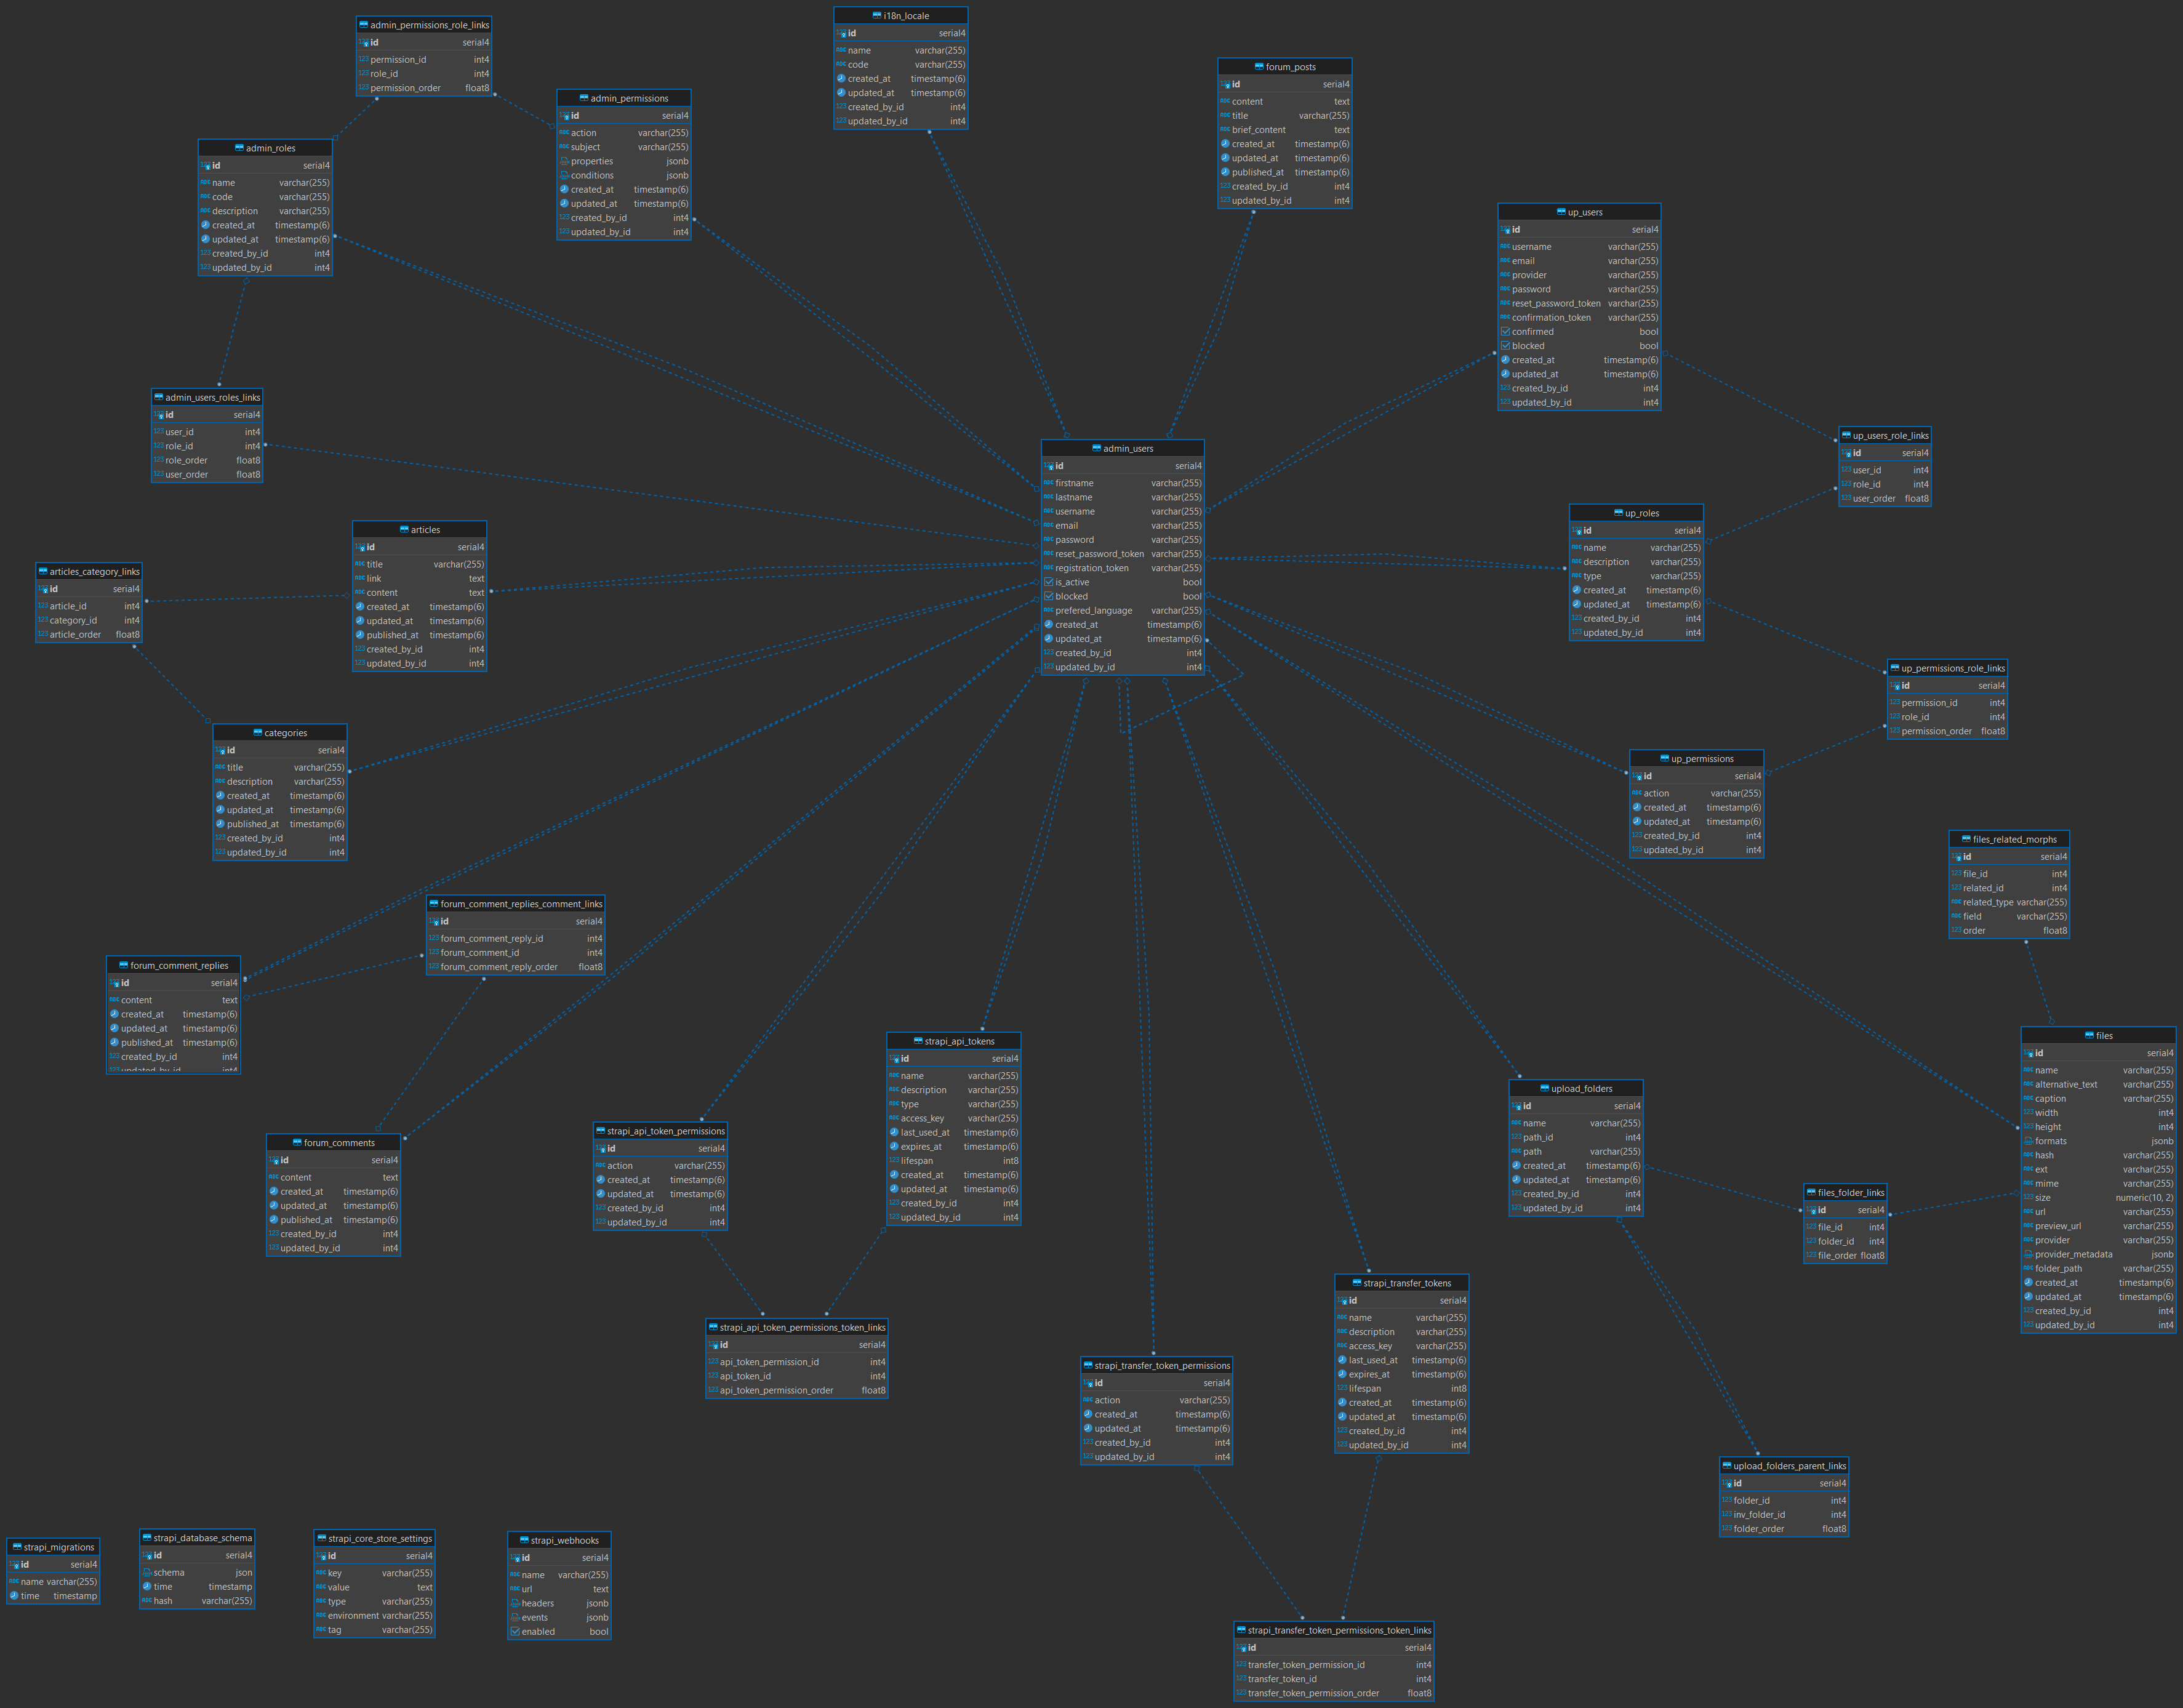 admin_permissions_role_links
id serial4
permission_id int4
role_id int4
permission_order float8
i18n_locale
id serial4
name varchar(255)
code varchar(255)
created_at timestamp(6)
updated_at timestamp(6)
created_by_id int4
updated_by_id int4
forum_posts
id serial4
content text
title varchar(255)
brief_content text
created_at timestamp(6)
updated_at timestamp(6)
published_at timestamp(6)
created_by_id int4
updated_by_id int4
admin_permissions
id serial4
action varchar(255)
subject varchar(255)
properties jsonb
conditions jsonb
created_at timestamp(6)
updated_at timestamp(6)
created_by_id int4
updated_by_id int4
admin_roles
id serial4
name varchar(255)
code varchar(255)
description varchar(255)
created_at timestamp(6)
updated_at timestamp(6)
created_by_id int4
updated_by_id int4
up_users
id serial4
username varchar(255)
email varchar(255)
provider varchar(255)
password varchar(255)
reset_password_token varchar(255)
confirmation_token varchar(255)
confirmed bool
blocked bool
created_at timestamp(6)
updated_at timestamp(6)
created_by_id int4
updated_by_id int4
admin_users_roles_links
id serial4
user_id int4
role_id int4
role_order float8
user_order float8
up_users_role_links
id serial4
user_id int4
role_id int4
user_order float8
admin_users
id serial4
firstname varchar(255)
lastname varchar(255)
username varchar(255)
email varchar(255)
password varchar(255)
reset_password_token varchar(255)
registration_token varchar(255)
is_active bool
blocked bool
prefered_language varchar(255)
created_at timestamp(6)
updated_at timestamp(6)
created_by_id int4
updated_by_id int4
up_roles
id serial4
name varchar(255)
description varchar(255)
type varchar(255)
created_at timestamp(6)
updated_at timestamp(6)
created_by_id int4
updated_by_id int4
articles
id serial4
title varchar(255)
link text
content text
created_at timestamp(6)
updated_at timestamp(6)
published_at timestamp(6)
created_by_id int4
updated_by_id int4
articles_category_links
id serial4
article_id int4
category_id int4
article_order float8
up_permissions_role_links
id serial4
permission_id int4
role_id int4
permission_order float8
categories
id serial4
title varchar(255)
description varchar(255)
created_at timestamp(6)
updated_at timestamp(6)
published_at timestamp(6)
created_by_id int4
updated_by_id int4
up_permissions
id serial4
action varchar(255)
created_at timestamp(6)
updated_at timestamp(6)
created_by_id int4
updated_by_id int4
files_related_morphs
id serial4
file_id int4
related_id int4
related_type varchar(255)
field varchar(255)
order float8
forum_comment_replies_comment_links
id serial4
forum_comment_reply_id int4
forum_comment_id int4
forum_comment_reply_order float8
forum_comment_replies
id serial4
content text
created_at timestamp(6)
updated_at timestamp(6)
published_at timestamp(6)
created_by_id int4
updated_by_id int4
files
id serial4
name varchar(255)
alternative_text varchar(255)
caption varchar(255)
width int4
height int4
formats jsonb
hash varchar(255)
ext varchar(255)
mime varchar(255)
size numeric(10, 2)
url varchar(255)
preview_url varchar(255)
provider varchar(255)
provider_metadata jsonb
folder_path varchar(255)
created_at timestamp(6)
updated_at timestamp(6)
created_by_id int4
updated_by_id int4
strapi_api_tokens
id serial4
name varchar(255)
description varchar(255)
type varchar(255)
access_key varchar(255)
last_used_at timestamp(6)
expires_at timestamp(6)
lifespan int8
created_at timestamp(6)
updated_at timestamp(6)
created_by_id int4
updated_by_id int4
upload_folders
id serial4
name varchar(255)
path_id int4
path varchar(255)
created_at timestamp(6)
updated_at timestamp(6)
created_by_id int4
updated_by_id int4
strapi_api_token_permissions
id serial4
action varchar(255)
created_at timestamp(6)
updated_at timestamp(6)
created_by_id int4
updated_by_id int4
forum_comments
id serial4
content text
created_at timestamp(6)
updated_at timestamp(6)
published_at timestamp(6)
created_by_id int4
updated_by_id int4
files_folder_links
id serial4
file_id int4
folder_id int4
file_order float8
strapi_transfer_tokens
id serial4
name varchar(255)
description varchar(255)
access_key varchar(255)
last_used_at timestamp(6)
expires_at timestamp(6)
lifespan int8
created_at timestamp(6)
updated_at timestamp(6)
created_by_id int4
updated_by_id int4
strapi_api_token_permissions_token_links
id serial4
api_token_permission_id int4
api_token_id int4
api_token_permission_order float8
strapi_transfer_token_permissions
id serial4
action varchar(255)
created_at timestamp(6)
updated_at timestamp(6)
created_by_id int4
updated_by_id int4
upload_folders_parent_links
id serial4
folder_id int4
inv_folder_id int4
folder_order float8
strapi_migrations
id serial4
name varchar(255)
time timestamp
strapi_database_schema
id serial4
schema json
time timestamp
hash varchar(255)
strapi_core_store_settings
id serial4
key varchar(255)
value text
type varchar(255)
environment varchar(255)
tag varchar(255)
strapi_webhooks
id serial4
name varchar(255)
url text
headers jsonb
events jsonb
enabled bool
strapi_transfer_token_permissions_token_links
id serial4
transfer_token_permission_id int4
transfer_token_id int4
transfer_token_permission_order float8